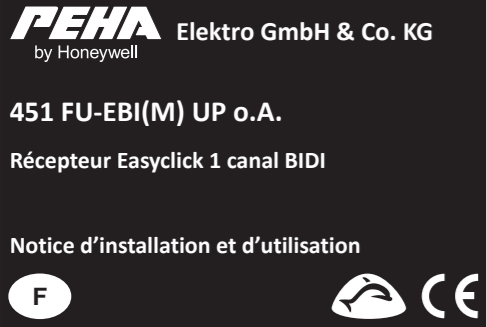 PEHA Elektro GmbH & Co. KG
by Honeywell
451 FU-EBI(M) UP o.A.
Récepteur Easyclick 1 canal BIDI
Notice d’installation et d’utilisation
F CE